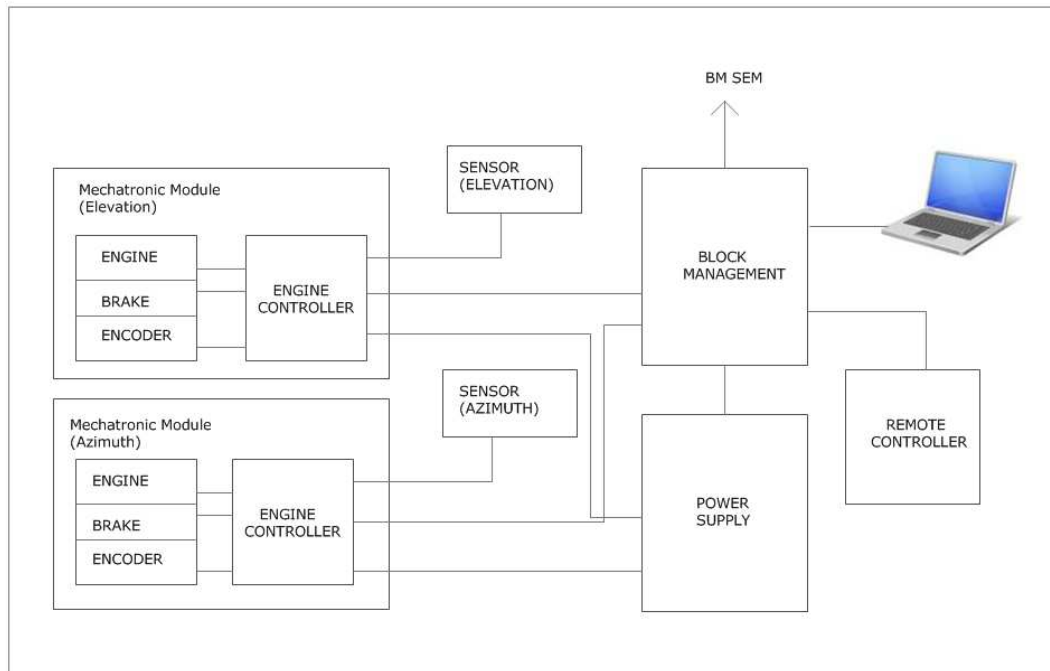 BM SEM
SENSOR
(ELEVATION)
Mechatronic Module
(Elevation)
ENGINE
BRAKE
ENCODER
ENGINE
CONTROLLER
BLOCK
MANAGEMENT
SENSOR
(AZIMUTH)
Mechatronic Module
(Azimuth)
ENGINE
BRAKE
ENCODER
ENGINE
CONTROLLER
POWER
SUPPLY
REMOTE
CONTROLLER